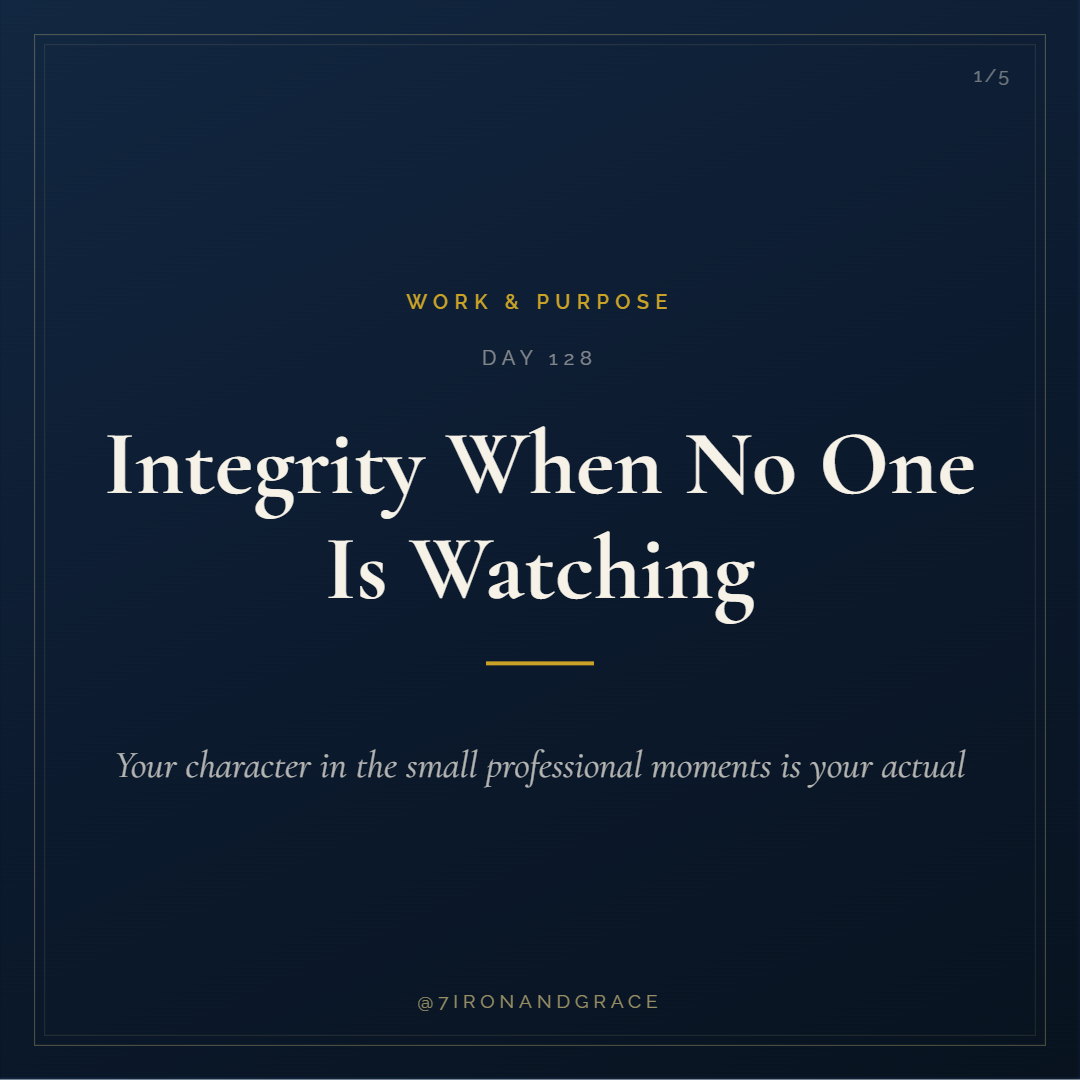 1/5
WORK & PURPOSE
DAY 128
Integrity When No One
Is Watching
Your character in the small professional moments is your actual
@7IRONANDGRACE